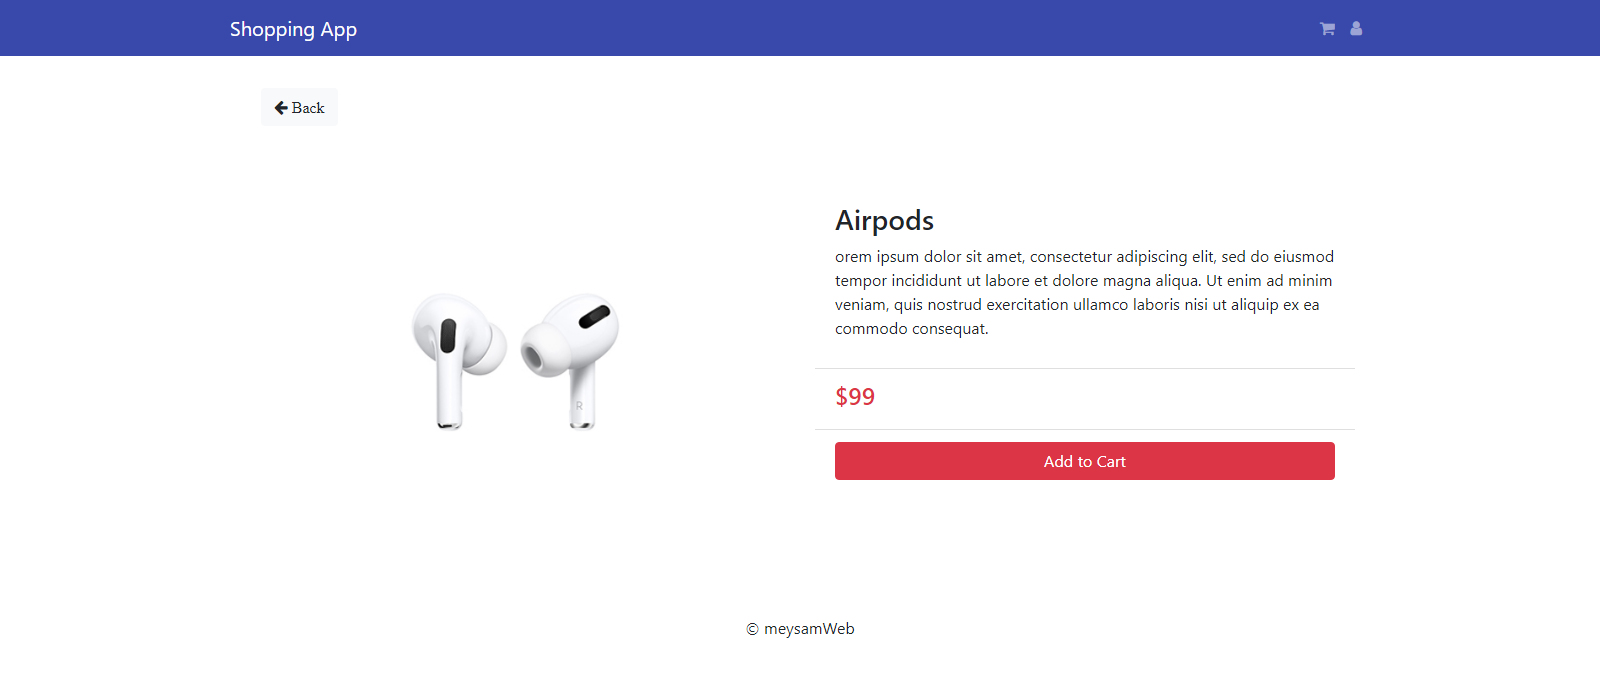 Shopping App
Back
Airpods
orem ipsum dolor sit amet, consectetur adipiscing elit, sed do eiusmod
tempor incididunt ut labore et dolore magna aliqua. Ut enim ad minim
veniam, quis nostrud exercitation ullamco laboris nisi ut aliquip ex ea
commodo consequat.
R
$99
Add to Cart
© meysamWeb